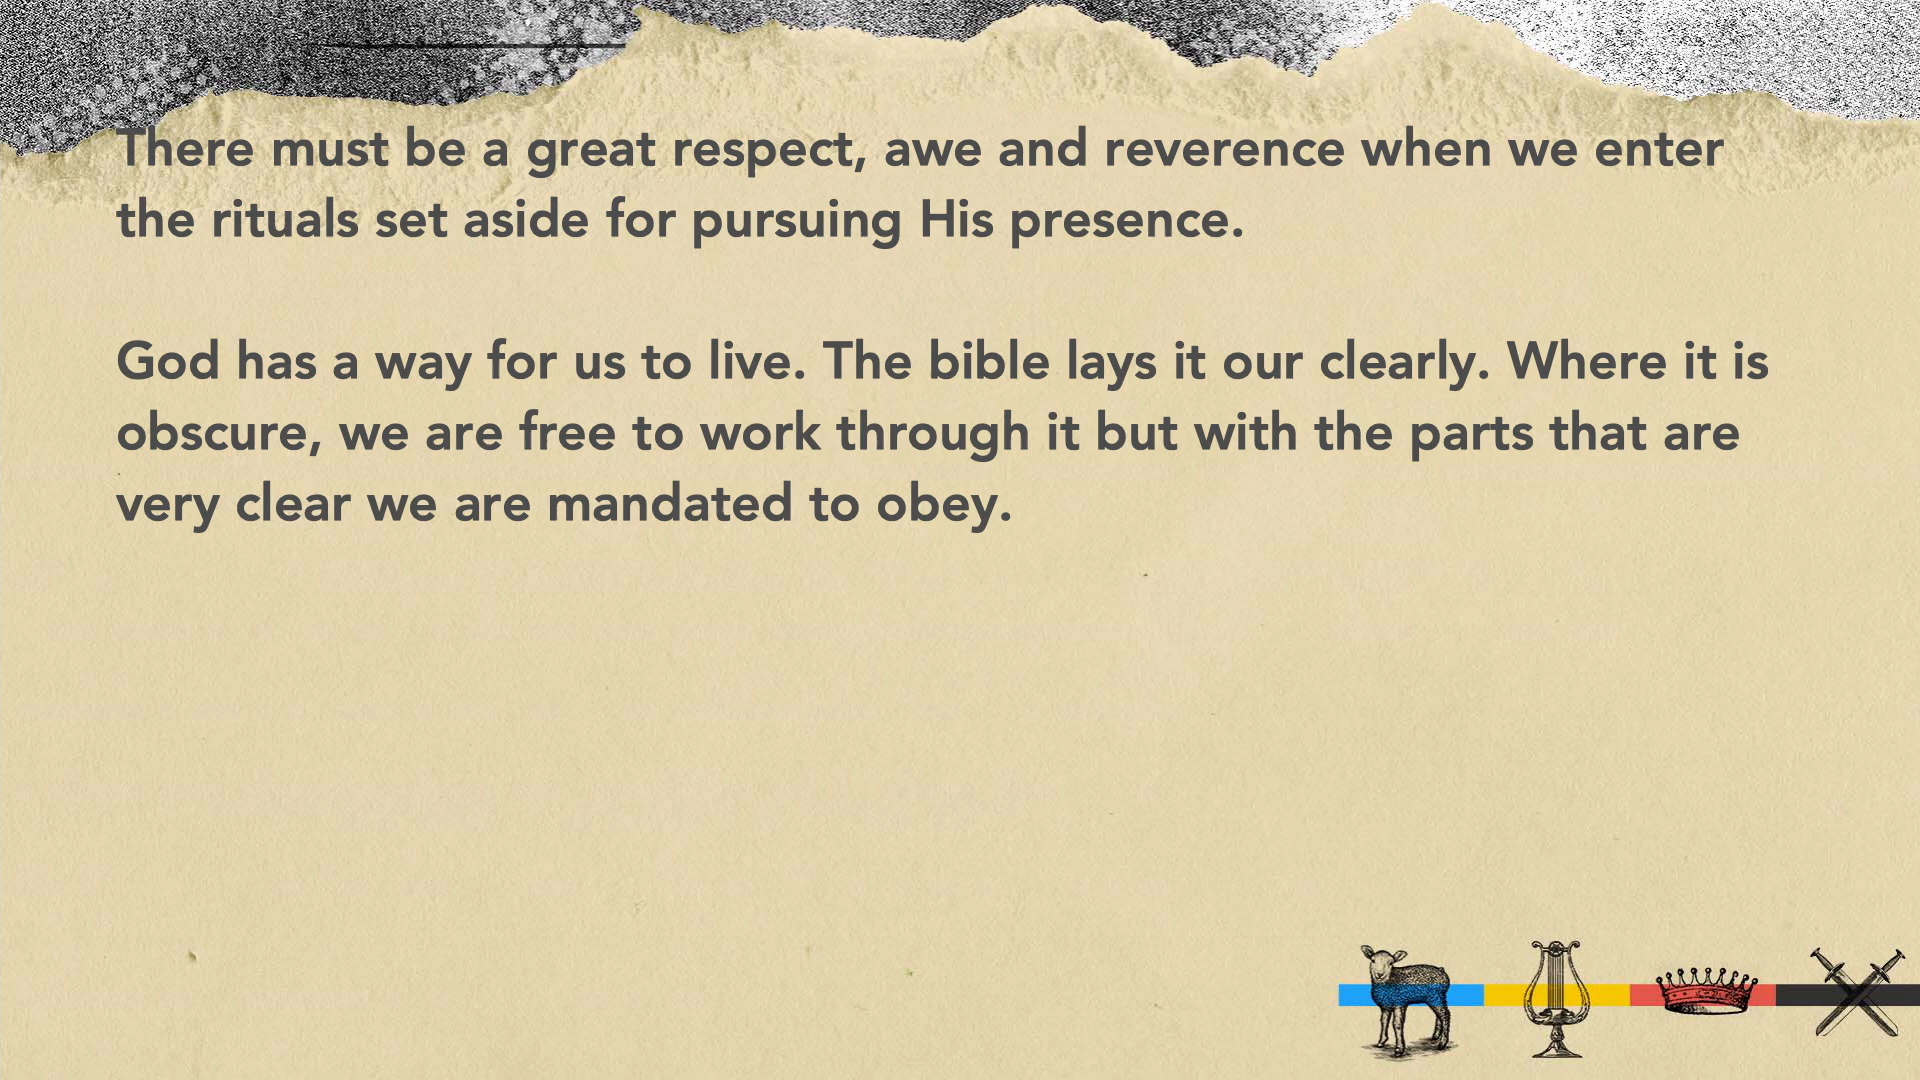 There must be a great respect, awe and reverence when we enter
the rituals set aside for pursuing His presence.
God has a way for us to live. The bible lays it our clearly. Where it is
obscure, we are free to work through it but with the parts that are
very clear we are mandated to obey.